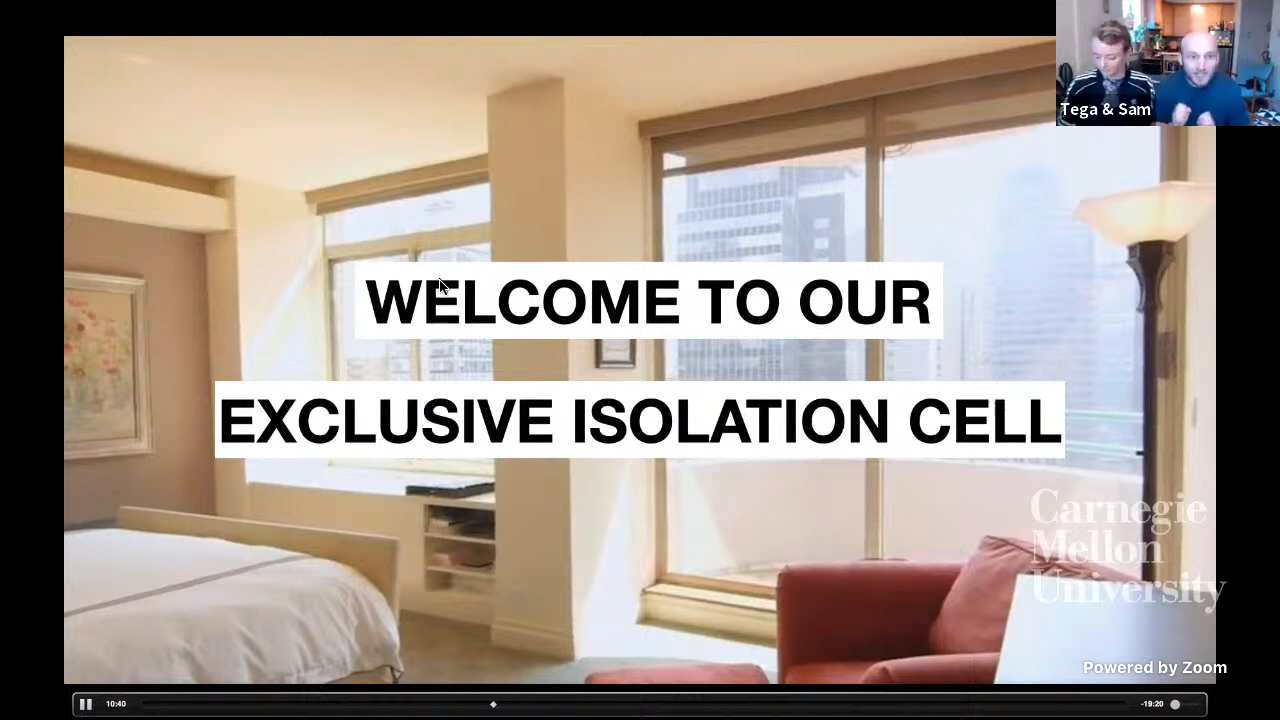 Tega & Sam
WELCOME TO OUR
EXCLUSIVE ISOLATION CELL
Carnegie
Mellon
University
Powered by Zoom
10:40
-19:20